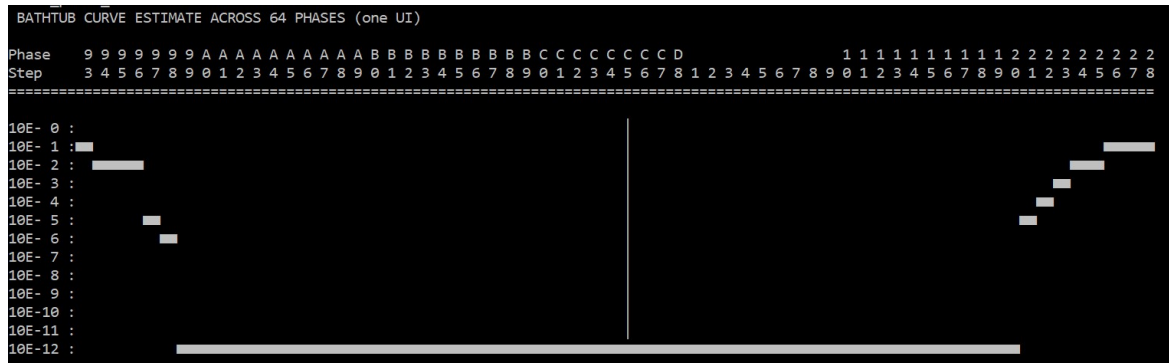 BATHTUB CURVE ESTIMATE ACROSS 64 PHASES (one UI)
Phase 9 9 9 9 9 9 9 A A A A A A A A A A B B B B B B B B B B C C C C C C C C D 1 1 1 1 1 1 1 1 1 1 2 2 2 2 2 2 2 2 2
Step 3 4 5 6 7 8 9 0 1 2 3 4 5 6 7 8 9 0 1 2 3 4 5 6 7 8 9 0 1 2 3 4 5 6 7 8 1 2 3 4 5 6 7 8 9 0 1 2 3 4 5 6 7 8 9 0 1 2 3 4 5 6 7 8
10E- 0 :
10E- 1 :
10E- 2 :
10E- 3 :
10E- 4 :
10E- 5 :
10E- 6 :
10E- 7 :
10E- 8 :
10E- 9 :
10E-10 :
10E-11 :
10E-12 :